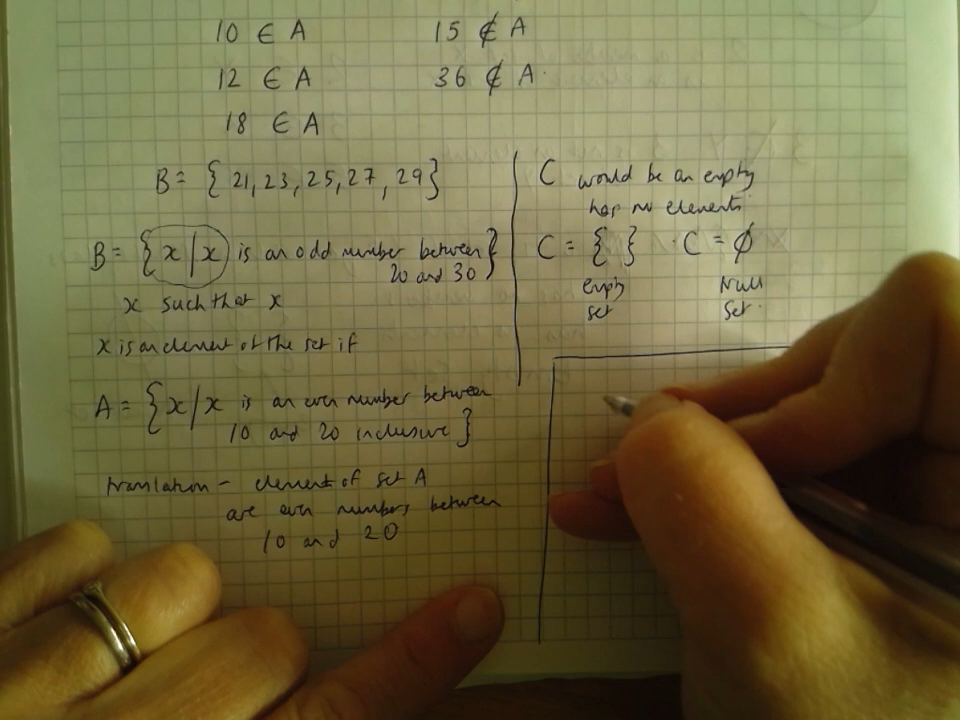 10 ∈ A
15 ∉ A
12 ∈ A
36 ∉ A.
18 ∈ A
B = { 21, 23, 25, 27, 29 }
B = { x / x is an odd number between
20 and 30 }
x such that x
x is an element of the set if
A = { x / x is an even number between
10 and 20 inclusive }
translation - element of set A
are even numbers between
10 and 20
C would be an empty
has no elements
C = { } . C = ∅
empty
set
Null
set.